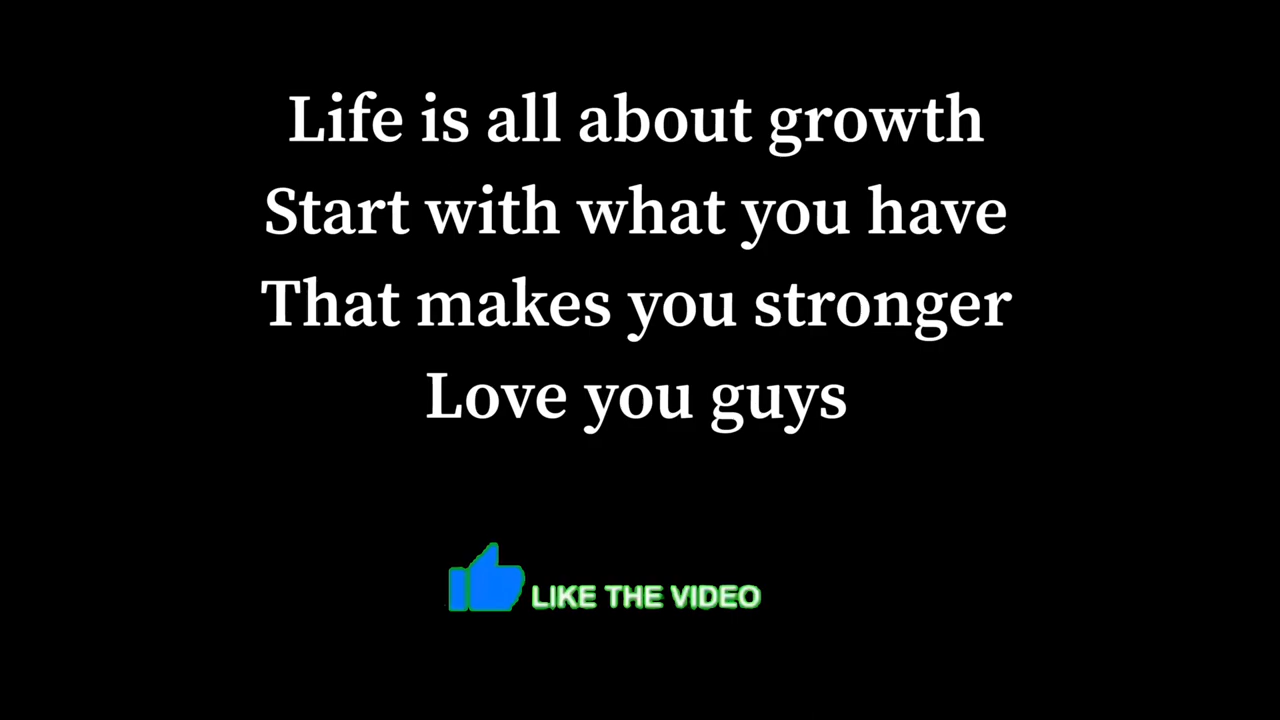 Life is all about growth
Start with what you have
That makes you stronger
Love you guys
LIKE THE VIDEO